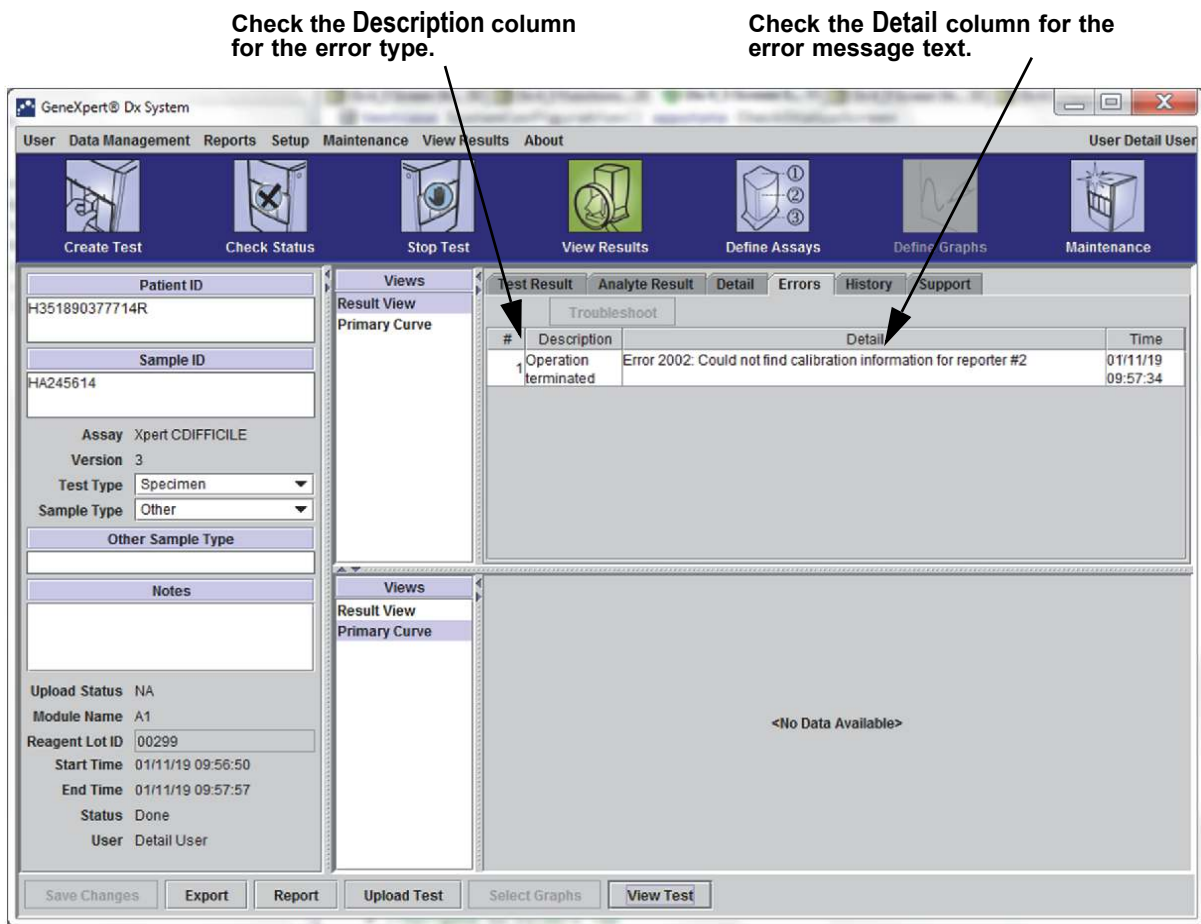 Check the Description column
for the error type.
Check the Detail column for the
error message text.
GeneXpert® Dx System
User Data Management Reports Setup Maintenance View Results About User Detail User
Create Test Check Status Stop Test View Results Define Assays Define Graphs Maintenance
Patient ID
H351890377714R
Sample ID
HA245614
Assay Xpert CDIFFICILE
Version 3
Test Type Specimen
Sample Type Other
Other Sample Type
Notes
Upload Status NA
Module Name A1
Reagent Lot ID 00299
Start Time 01/11/19 09:56:50
End Time 01/11/19 09:57:57
Status Done
User Detail User
Views
Result View
Primary Curve
Test Result Analyte Result Detail Errors History Support
Troubleshoot
# Description Detail Time
1 Operation Error 2002: Could not find calibration information for reporter #2 01/11/19
terminated 09:57:34
Views
Result View
Primary Curve
<No Data Available>
Save Changes Export Report Upload Test Select Graphs View Test